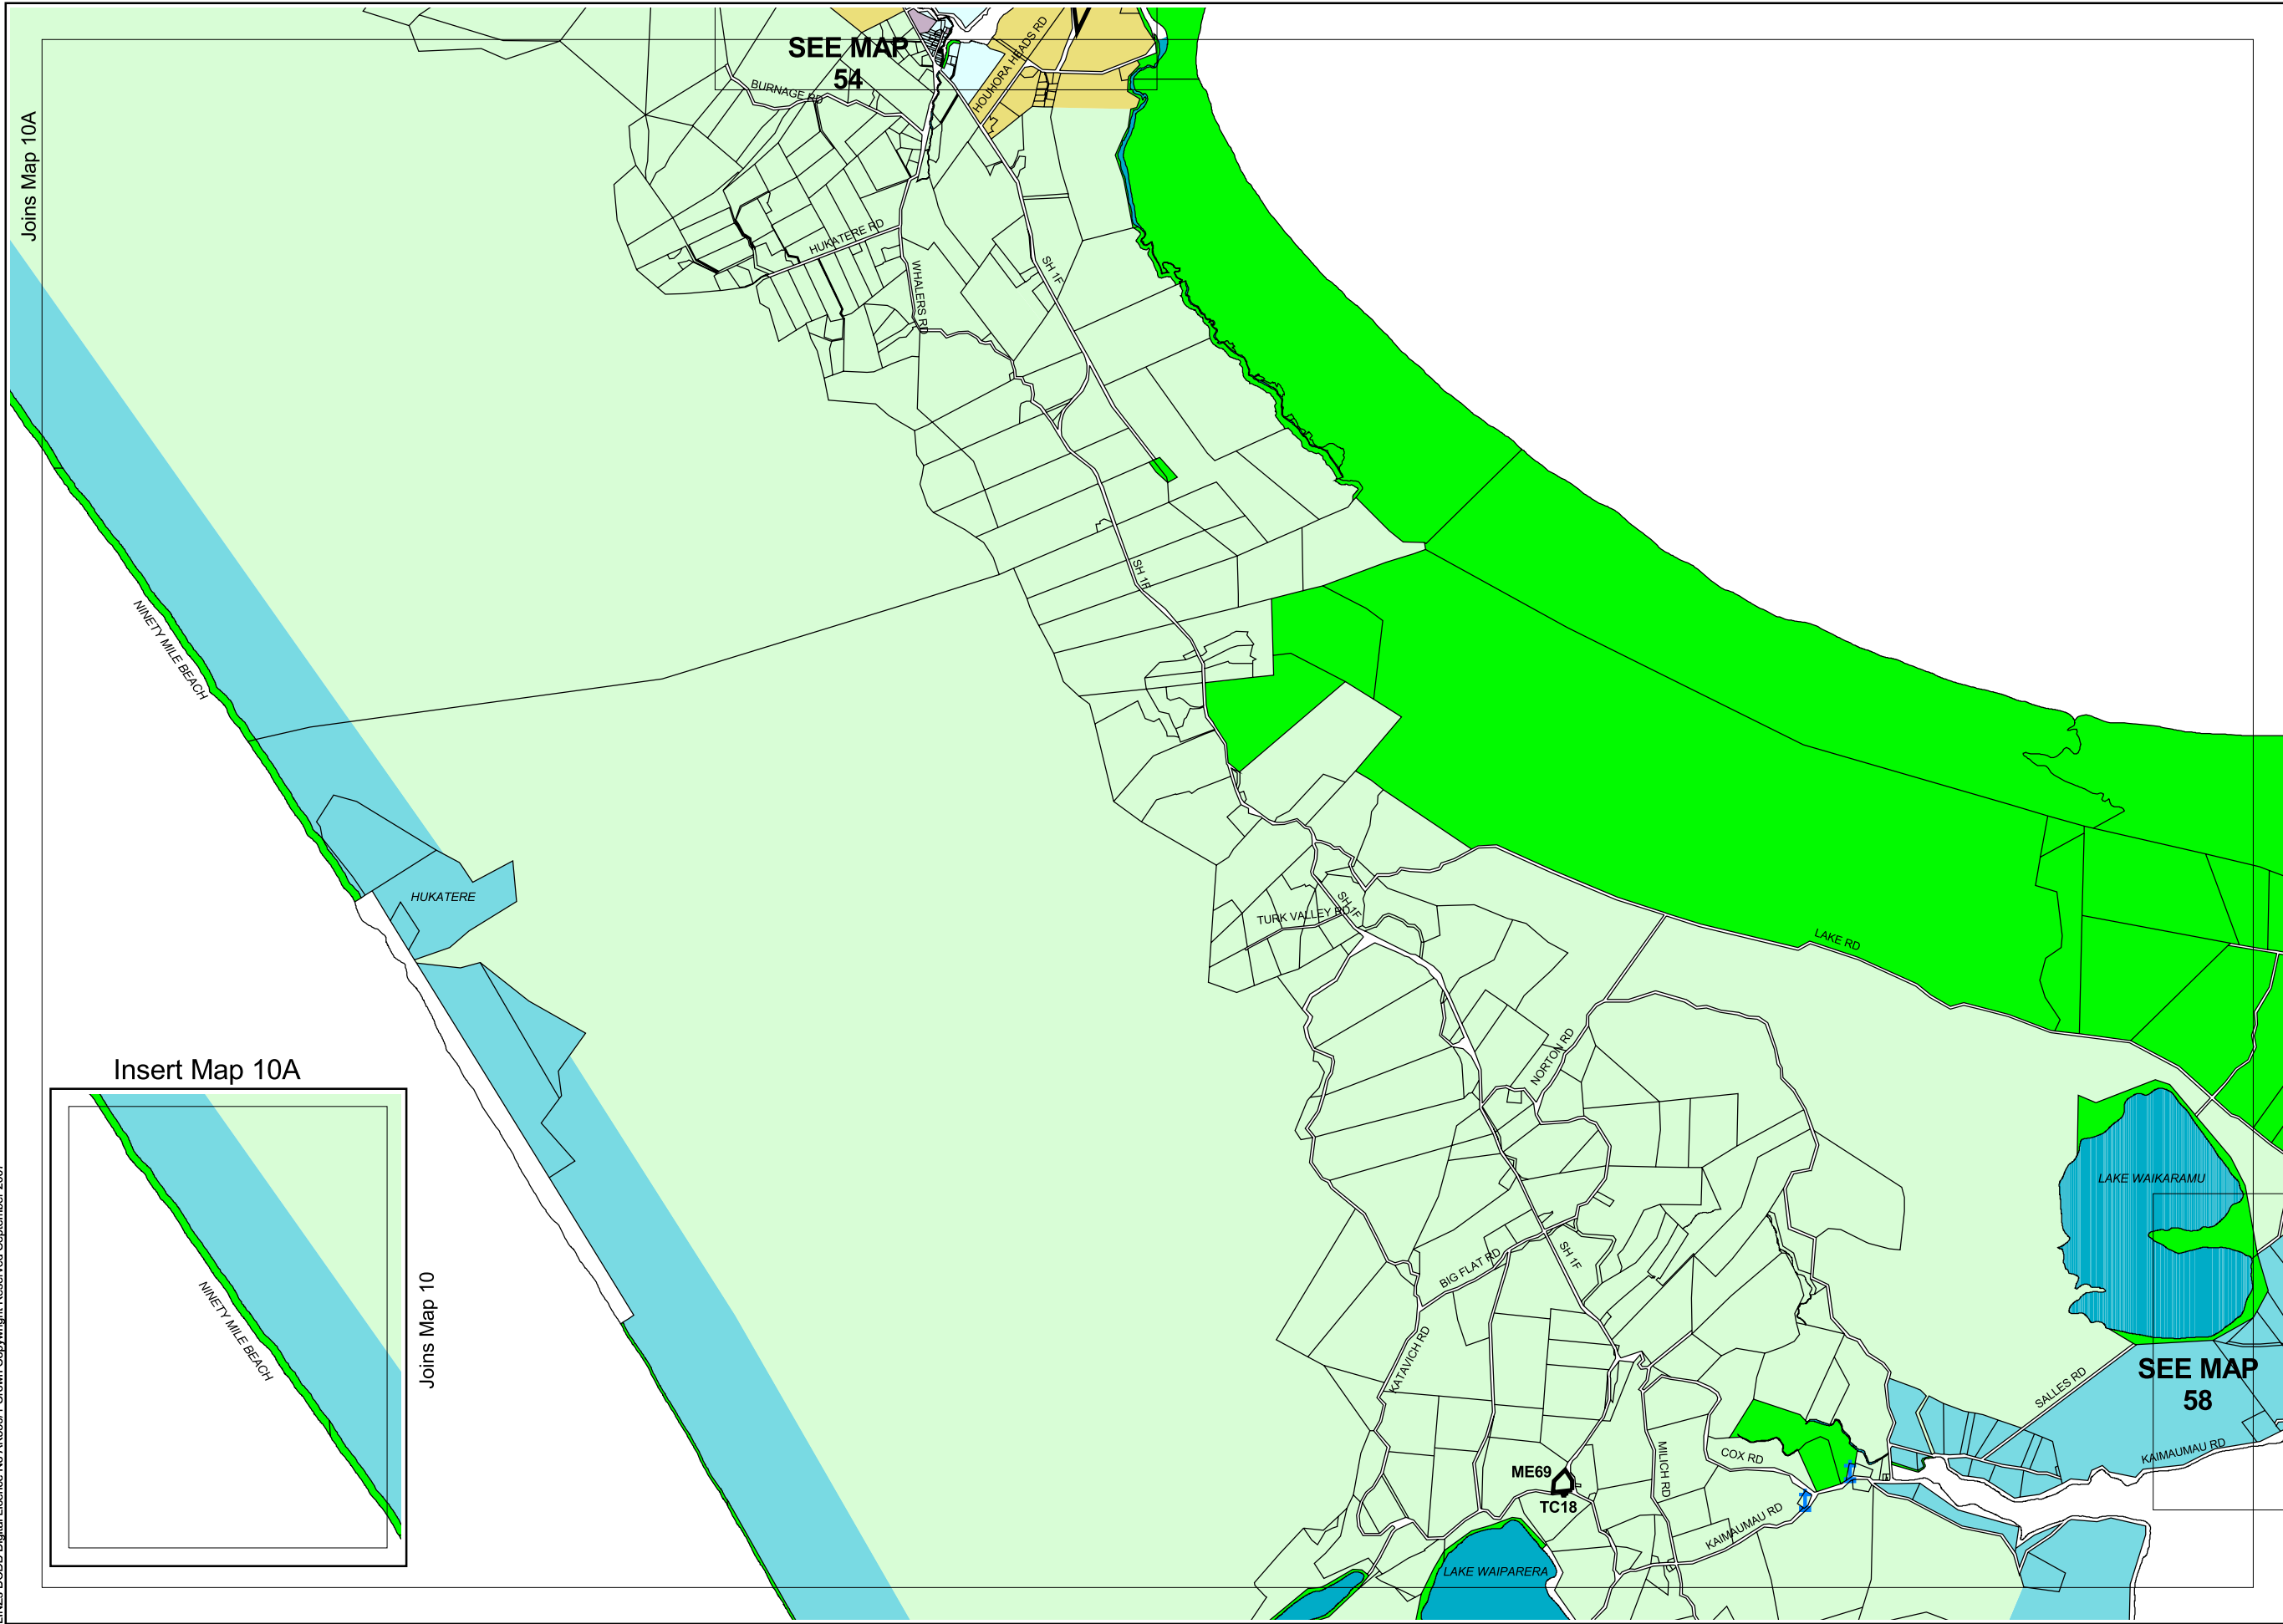 SEE MAP
54
BURNAGE RD
HOUHORA HEADS RD
Joins Map 10A
HUKATERE RD
WHALERS RD
SH 1F
SH 1F
NINETY MILE BEACH
HUKATERE
TURK VALLEY RD
SH 1F
LAKE RD
NORTON RD
Insert Map 10A
NINETY MILE BEACH
Joins Map 10
LAKE WAIKARAMU
BIG FLAT RD
SH 1F
KATAVICH RD
SEE MAP
58
SALLES RD
KAIMAUMAU RD
COX RD
MILICH RD
ME69
TC18
KAIMAUMAU RD
LAKE WAIPARERA